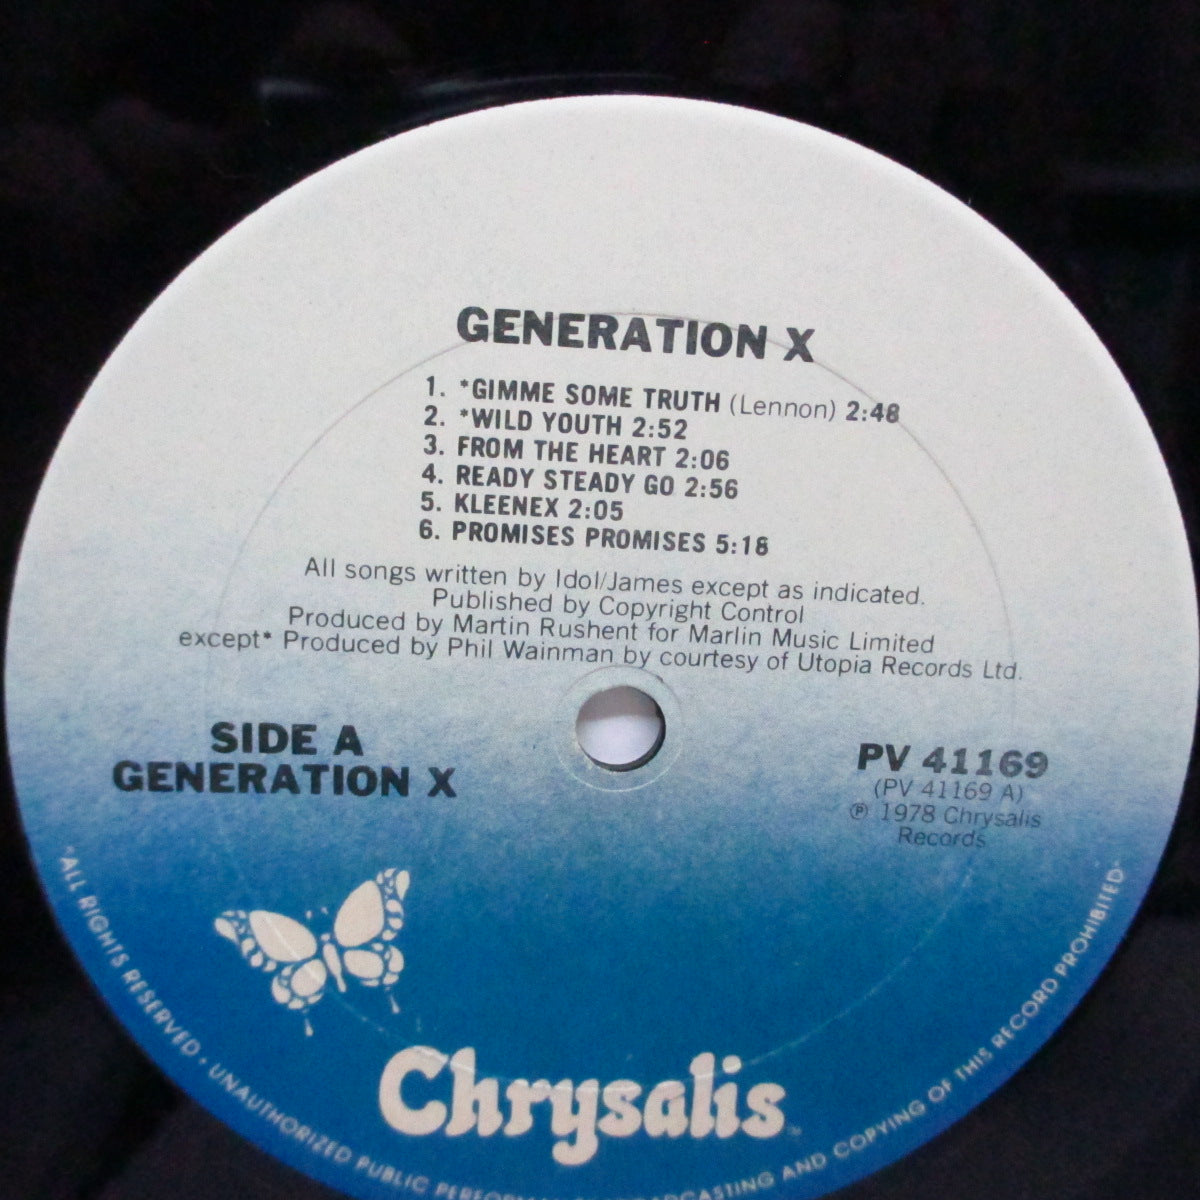 GENERATION X
1. *GIMME SOME TRUTH (Lennon) 2:48
2. *WILD YOUTH 2:52
3. FROM THE HEART 2:06
4. READY STEADY GO 2:56
5. KLEENEX 2:05
6. PROMISES PROMISES 5:18
All songs written by Idol/James except as indicated.
Published by Copyright Control
Produced by Martin Rushent for Marlin Music Limited
except* Produced by Phil Wainman by courtesy of Utopia Records Ltd.
SIDE A
GENERATION X
PV 41169
(PV 41169 A)
℗ 1978 Chrysalis
Records
Chrysalis
"ALL RIGHTS RESERVED · UNAUTHORIZED PUBLIC AND COPYING OF THIS RECORD PROHIBITED"